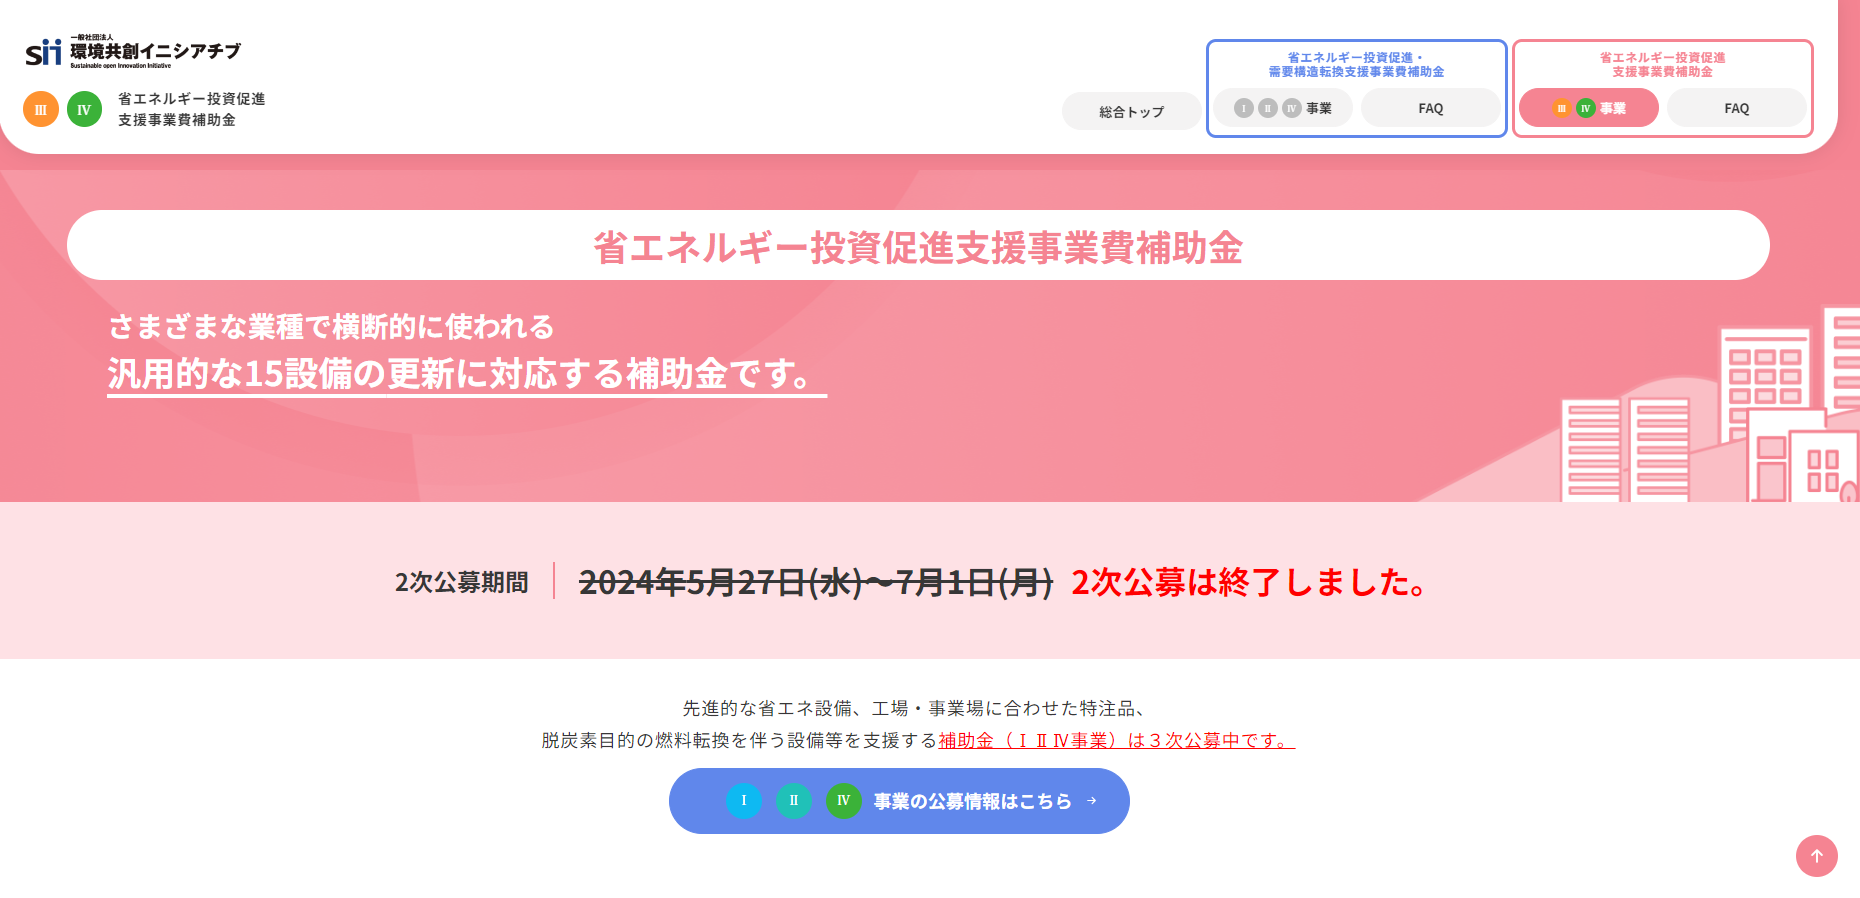 一般社団法人
sii 環境共創イニシアチブ
Sustainable open Innovation Initiative
Ⅲ Ⅳ 省エネルギー投資促進
支援事業費補助金
総合トップ
省エネルギー投資促進・
需要構造転換支援事業費補助金
Ⅰ Ⅱ Ⅳ 事業
FAQ
省エネルギー投資促進
支援事業費補助金
Ⅲ Ⅳ 事業
FAQ
省エネルギー投資促進支援事業費補助金
さまざまな業種で横断的に使われる
汎用的な15設備の更新に対応する補助金です。
2次公募期間
2024年5月27日(水)～7月1日(月) 2次公募は終了しました。
先進的な省エネ設備、工場・事業場に合わせた特注品、
脱炭素目的の燃料転換を伴う設備等を支援する補助金（ＩⅡⅣ事業）は３次公募中です。
Ⅰ Ⅱ Ⅳ 事業の公募情報はこちら